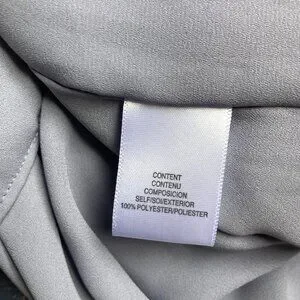 CONTENT
CONTENU
COMPOSICION
SELF/SOI/EXTERIOR
100% POLYESTER/POLIESTER